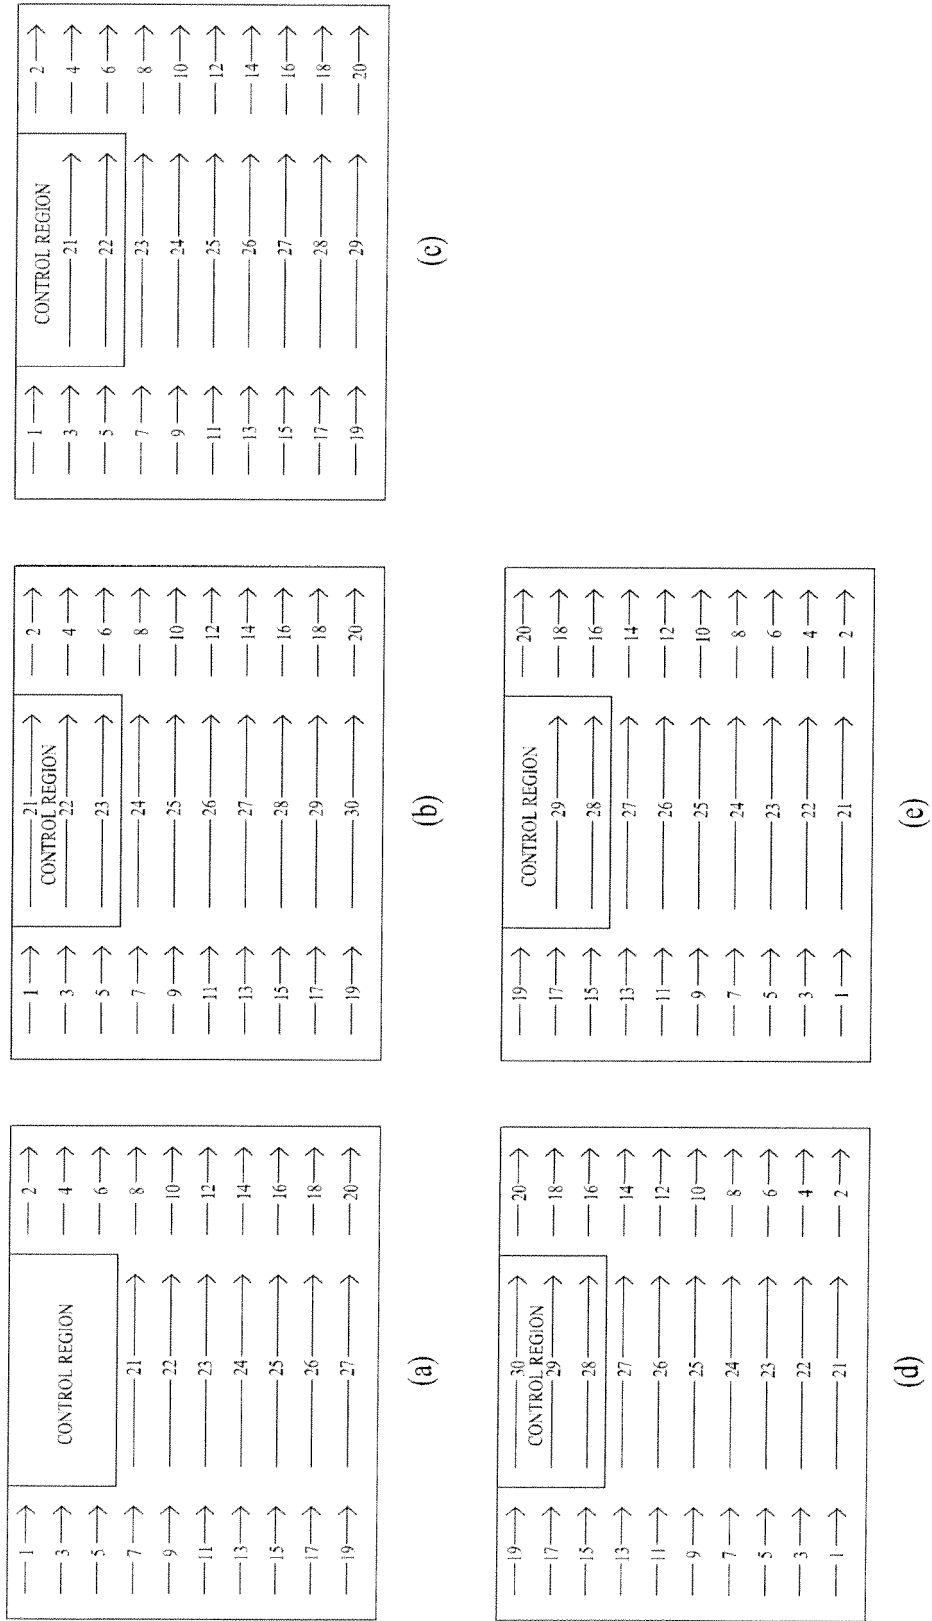 1 2
CONTROL REGION
3 4
5 6
7 21 8
9 22 10
11 23 12
13 24 14
15 25 16
17 26 18
19 27 20
(a)
1 21 2
CONTROL REGION
3 22 4
5 23 6
7 24 8
9 25 10
11 26 12
13 27 14
15 28 16
17 29 18
19 30 20
(b)
1 2
CONTROL REGION
3 21 4
5 22 6
7 23 8
9 24 10
11 25 12
13 26 14
15 27 16
17 28 18
19 29 20
(c)
19 30 20
CONTROL REGION
17 29 18
15 28 16
13 27 14
11 26 12
9 25 10
7 24 8
5 23 6
3 22 4
1 21 2
(d)
19 20
CONTROL REGION
17 29 18
15 28 16
13 27 14
11 26 12
9 25 10
7 24 8
5 23 6
3 22 4
1 21 2
(e)